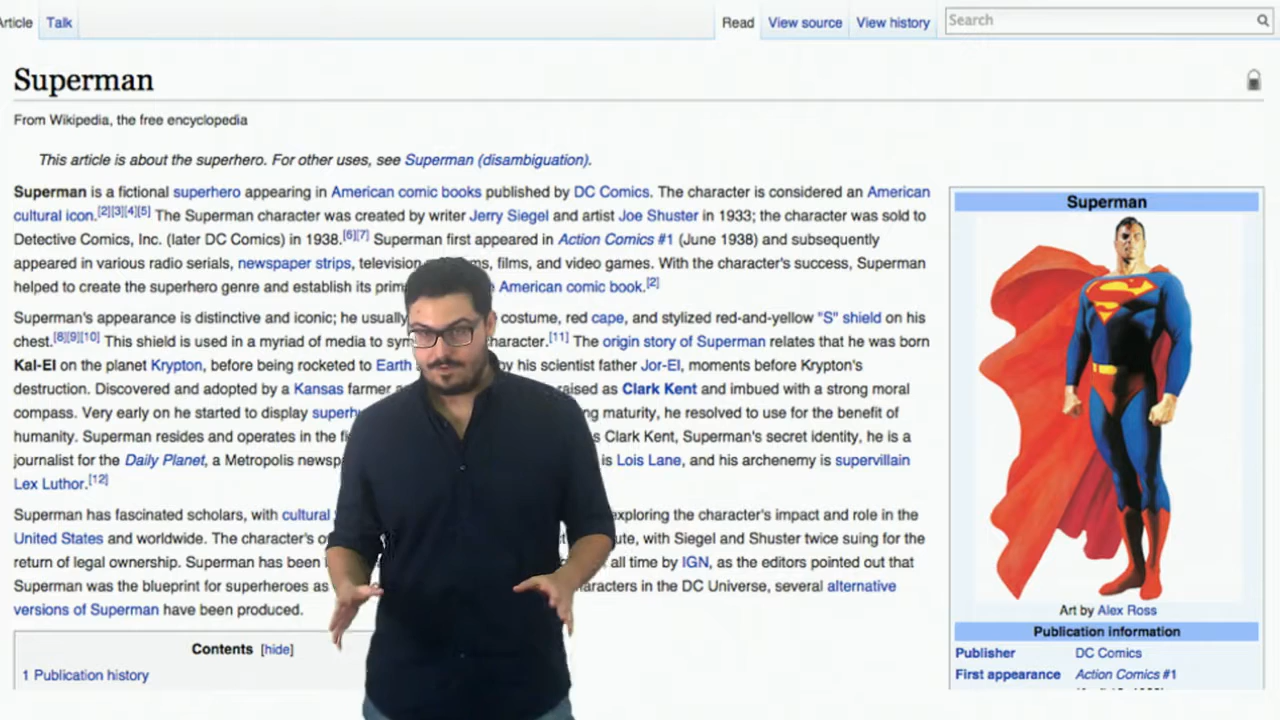 Article Talk Read View source View history Search
Superman
From Wikipedia, the free encyclopedia
This article is about the superhero. For other uses, see Superman (disambiguation).
Superman is a fictional superhero appearing in American comic books published by DC Comics. The character is considered an American
cultural icon.[2][3][4][5] The Superman character was created by writer Jerry Siegel and artist Joe Shuster in 1933; the character was sold to
Detective Comics, Inc. (later DC Comics) in 1938.[6][7] Superman first appeared in Action Comics #1 (June 1938) and subsequently
appeared in various radio serials, newspaper strips, television films, and video games. With the character's success, Superman
helped to create the superhero genre and establish its American comic book.[2]
Superman's appearance is distinctive and iconic; he usually costume, red cape, and stylized red-and-yellow "S" shield on his
chest.[8][9][10] This shield is used in a myriad of media to character.[11] The origin story of Superman relates that he was born
Kal-El on the planet Krypton, before being rocketed to Earth by his scientist father Jor-El, moments before Krypton's
destruction. Discovered and adopted by a Kansas farmer raised as Clark Kent and imbued with a strong moral
compass. Very early on he started to display maturity, he resolved to use for the benefit of
humanity. Superman resides and operates in the As Clark Kent, Superman's secret identity, he is a
journalist for the Daily Planet, a Metropolis is Lois Lane, and his archenemy is supervillain
Lex Luthor.[12]
Superman has fascinated scholars, with cultural exploring the character's impact and role in the
United States and worldwide. The character's with Siegel and Shuster twice suing for the
return of legal ownership. Superman has been all time by IGN, as the editors pointed out that
Superman was the blueprint for superheroes as characters in the DC Universe, several alternative
versions of Superman have been produced.
Contents [hide]
1 Publication history
Superman
Art by Alex Ross
Publication information
Publisher DC Comics
First appearance Action Comics #1